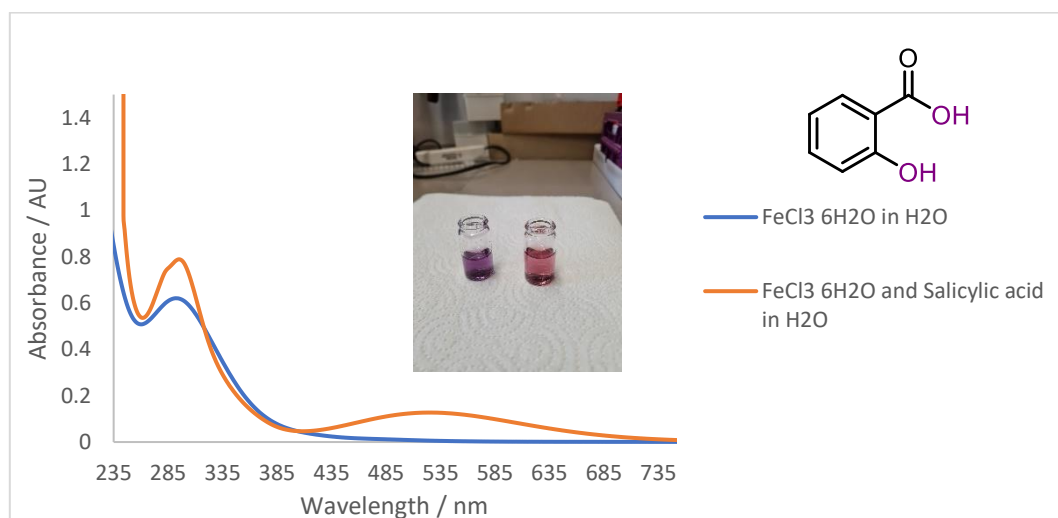 1.4
1.2
1
0.8
0.6
0.4
0.2
0
Absorbance / AU
235 285 335 385 435 485 535 585 635 685 735
Wavelength / nm
O
OH
OH
FeCl3 6H2O in H2O
FeCl3 6H2O and Salicylic acid
in H2O